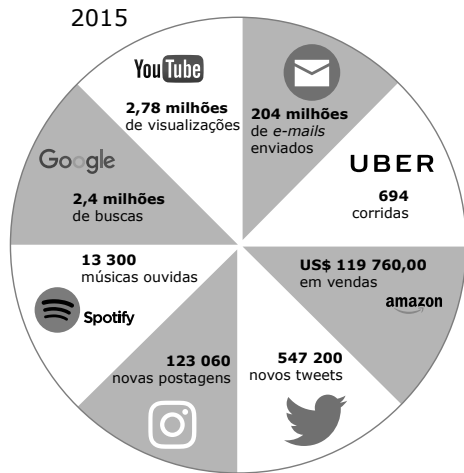 2015
YouTube
2,78 milhões
de visualizações
204 milhões
de e-mails
enviados
UBER
694
corridas
US$ 119 760,00
em vendas
amazon
547 200
novos tweets
123 060
novas postagens
13 300
músicas ouvidas
Spotify
Google
2,4 milhões
de buscas